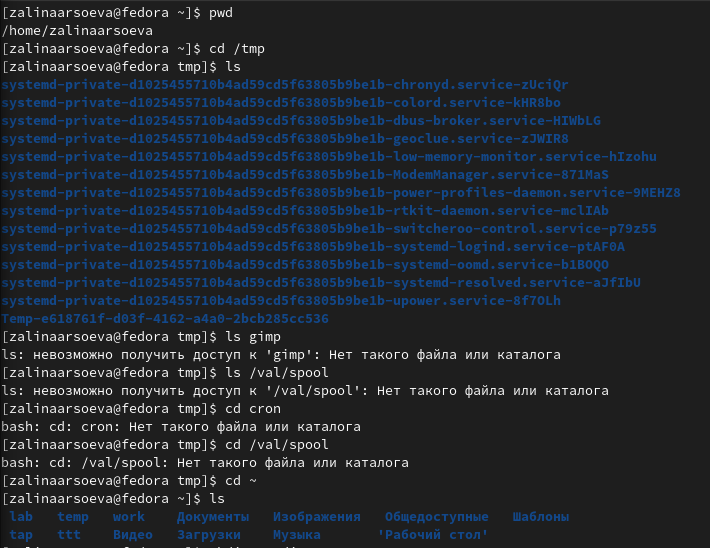 [zalinaarsoeva@fedora ~]$ pwd
/home/zalinaarsoeva
[zalinaarsoeva@fedora ~]$ cd /tmp
[zalinaarsoeva@fedora tmp]$ ls
systemd-private-d1025455710b4ad59cd5f63805b9be1b-chronyd.service-zUciQr
systemd-private-d1025455710b4ad59cd5f63805b9be1b-colord.service-kHR8bo
systemd-private-d1025455710b4ad59cd5f63805b9be1b-dbus-broker.service-HIWbLG
systemd-private-d1025455710b4ad59cd5f63805b9be1b-geoclue.service-zJWIR8
systemd-private-d1025455710b4ad59cd5f63805b9be1b-low-memory-monitor.service-hIzohu
systemd-private-d1025455710b4ad59cd5f63805b9be1b-ModemManager.service-871MaS
systemd-private-d1025455710b4ad59cd5f63805b9be1b-power-profiles-daemon.service-9MEHZ8
systemd-private-d1025455710b4ad59cd5f63805b9be1b-rtkit-daemon.service-mclIAb
systemd-private-d1025455710b4ad59cd5f63805b9be1b-switcheroo-control.service-p79z55
systemd-private-d1025455710b4ad59cd5f63805b9be1b-systemd-logind.service-ptAF0A
systemd-private-d1025455710b4ad59cd5f63805b9be1b-systemd-oomd.service-b1BOQO
systemd-private-d1025455710b4ad59cd5f63805b9be1b-systemd-resolved.service-aJfIbU
systemd-private-d1025455710b4ad59cd5f63805b9be1b-upower.service-8f7OLh
Temp-e618761f-d03f-4162-a4a0-2bcb285cc536
[zalinaarsoeva@fedora tmp]$ ls gimp
ls: невозможно получить доступ к 'gimp': Нет такого файла или каталога
[zalinaarsoeva@fedora tmp]$ ls /val/spool
ls: невозможно получить доступ к '/val/spool': Нет такого файла или каталога
[zalinaarsoeva@fedora tmp]$ cd cron
bash: cd: cron: Нет такого файла или каталога
[zalinaarsoeva@fedora tmp]$ cd /val/spool
bash: cd: /val/spool: Нет такого файла или каталога
[zalinaarsoeva@fedora tmp]$ cd ~
[zalinaarsoeva@fedora ~]$ ls
lab temp work Документы Изображения Общедоступные Шаблоны
tap ttt Видео Загрузки Музыка 'Рабочий стол'